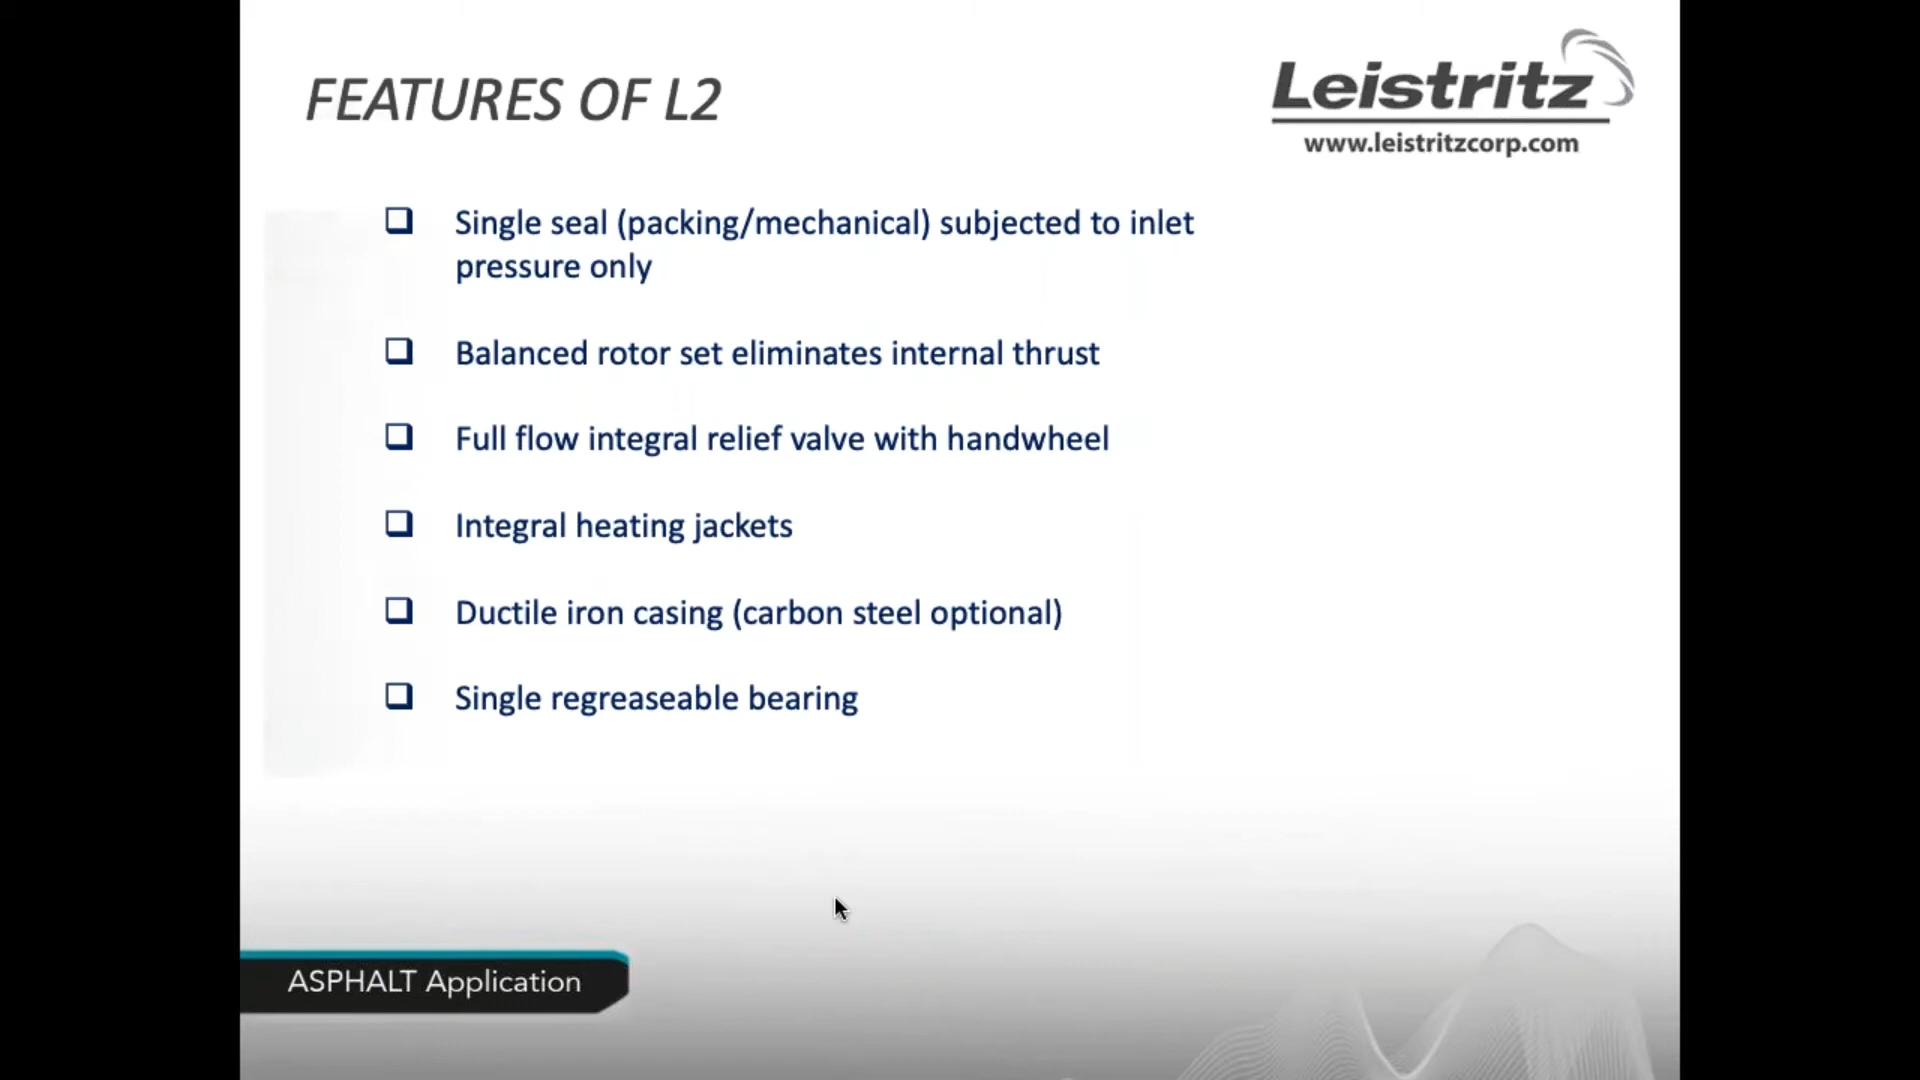 FEATURES OF L2
Leistritz
www.leistritzcorp.com
Single seal (packing/mechanical) subjected to inlet
pressure only
Balanced rotor set eliminates internal thrust
Full flow integral relief valve with handwheel
Integral heating jackets
Ductile iron casing (carbon steel optional)
Single regreaseable bearing
ASPHALT Application